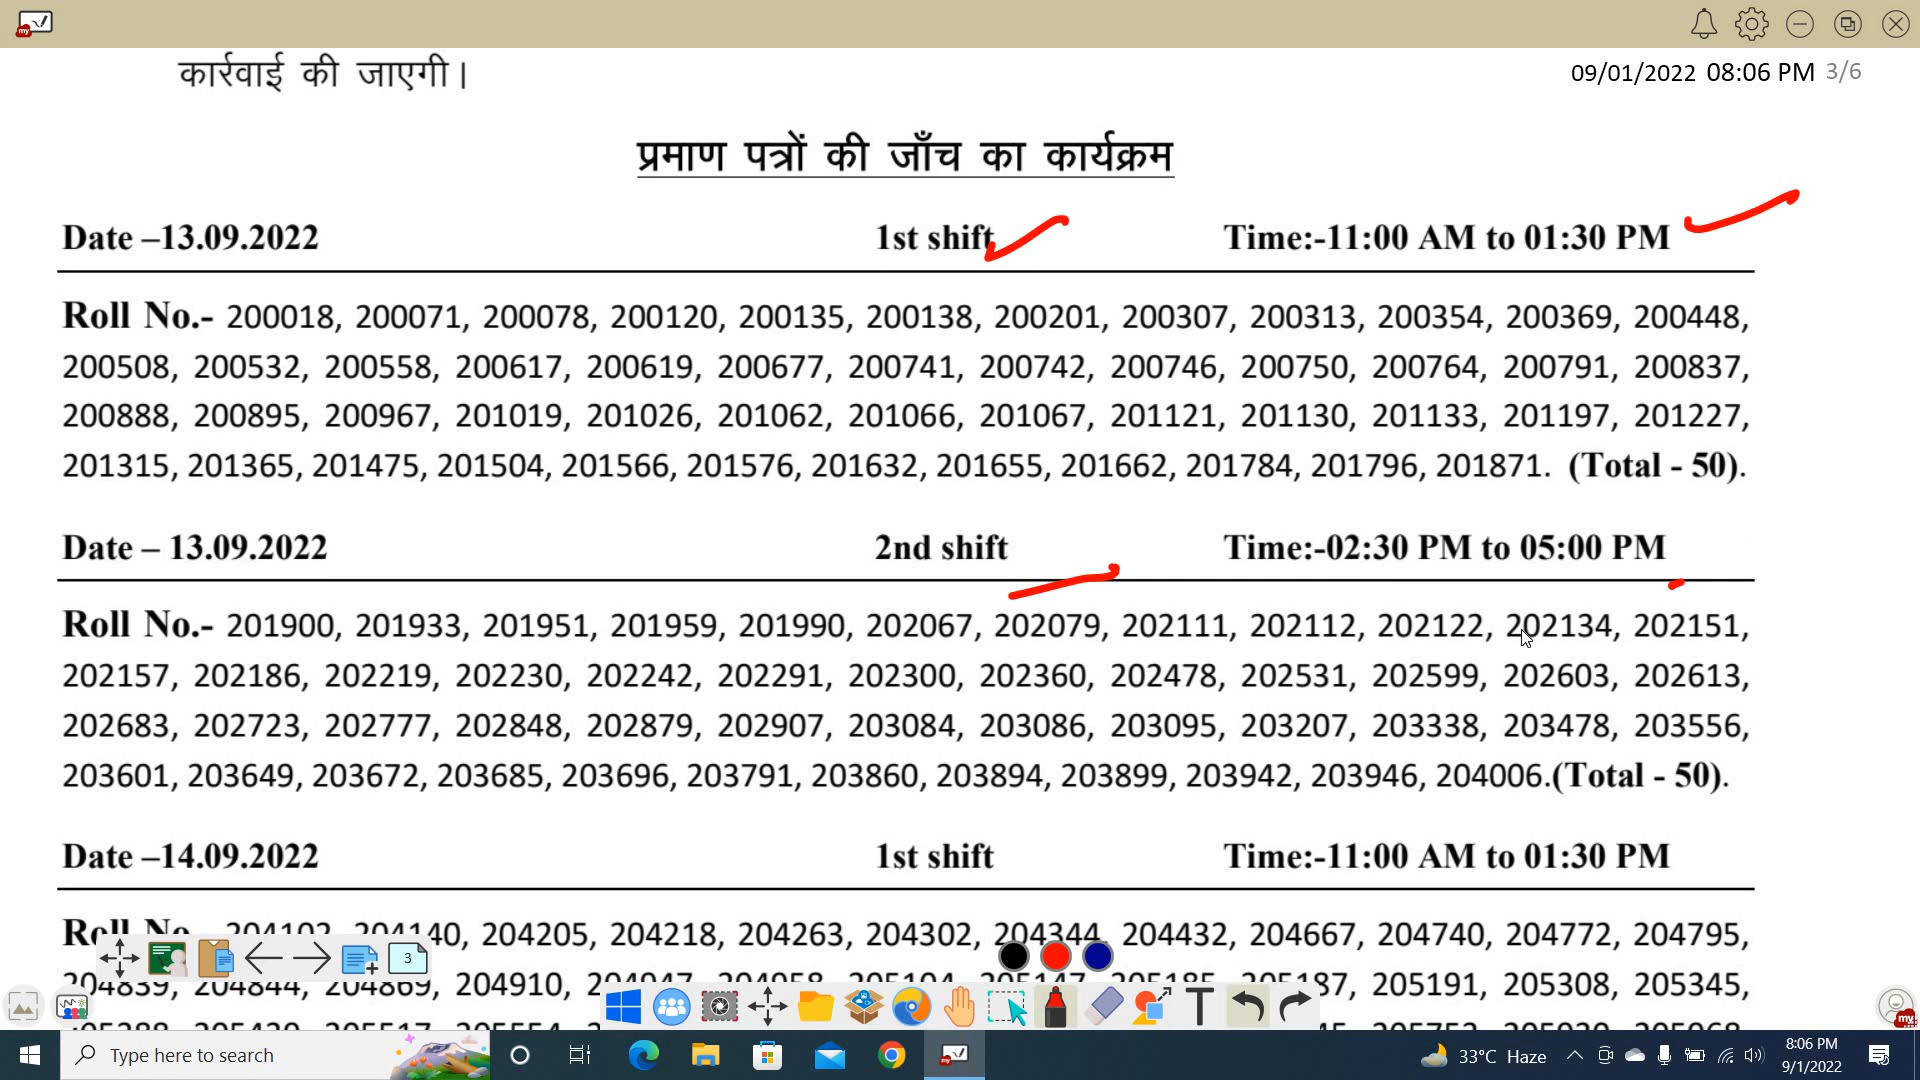 कार्रवाई की जाएगी।
09/01/2022 08:06 PM 3/6
प्रमाण पत्रों की जाँच का कार्यक्रम
Date –13.09.2022 1st shift Time:-11:00 AM to 01:30 PM
Roll No.- 200018, 200071, 200078, 200120, 200135, 200138, 200201, 200307, 200313, 200354, 200369, 200448,
200508, 200532, 200558, 200617, 200619, 200677, 200741, 200742, 200746, 200750, 200764, 200791, 200837,
200888, 200895, 200967, 201019, 201026, 201062, 201066, 201067, 201121, 201130, 201133, 201197, 201227,
201315, 201365, 201475, 201504, 201566, 201576, 201632, 201655, 201662, 201784, 201796, 201871. (Total - 50).
Date – 13.09.2022 2nd shift Time:-02:30 PM to 05:00 PM
Roll No.- 201900, 201933, 201951, 201959, 201990, 202067, 202079, 202111, 202112, 202122, 202134, 202151,
202157, 202186, 202219, 202230, 202242, 202291, 202300, 202360, 202478, 202531, 202599, 202603, 202613,
202683, 202723, 202777, 202848, 202879, 202907, 203084, 203086, 203095, 203207, 203338, 203478, 203556,
203601, 203649, 203672, 203685, 203696, 203791, 203860, 203894, 203899, 203942, 203946, 204006.(Total - 50).
Date –14.09.2022 1st shift Time:-11:00 AM to 01:30 PM
Roll No. 204102, 204140, 204205, 204218, 204263, 204302, 204344, 204432, 204667, 204740, 204772, 204795,
204839, 204844, 204869, 204910, 205191, 205308, 205345,
3
Type here to search
33°C Haze
8:06 PM
9/1/2022